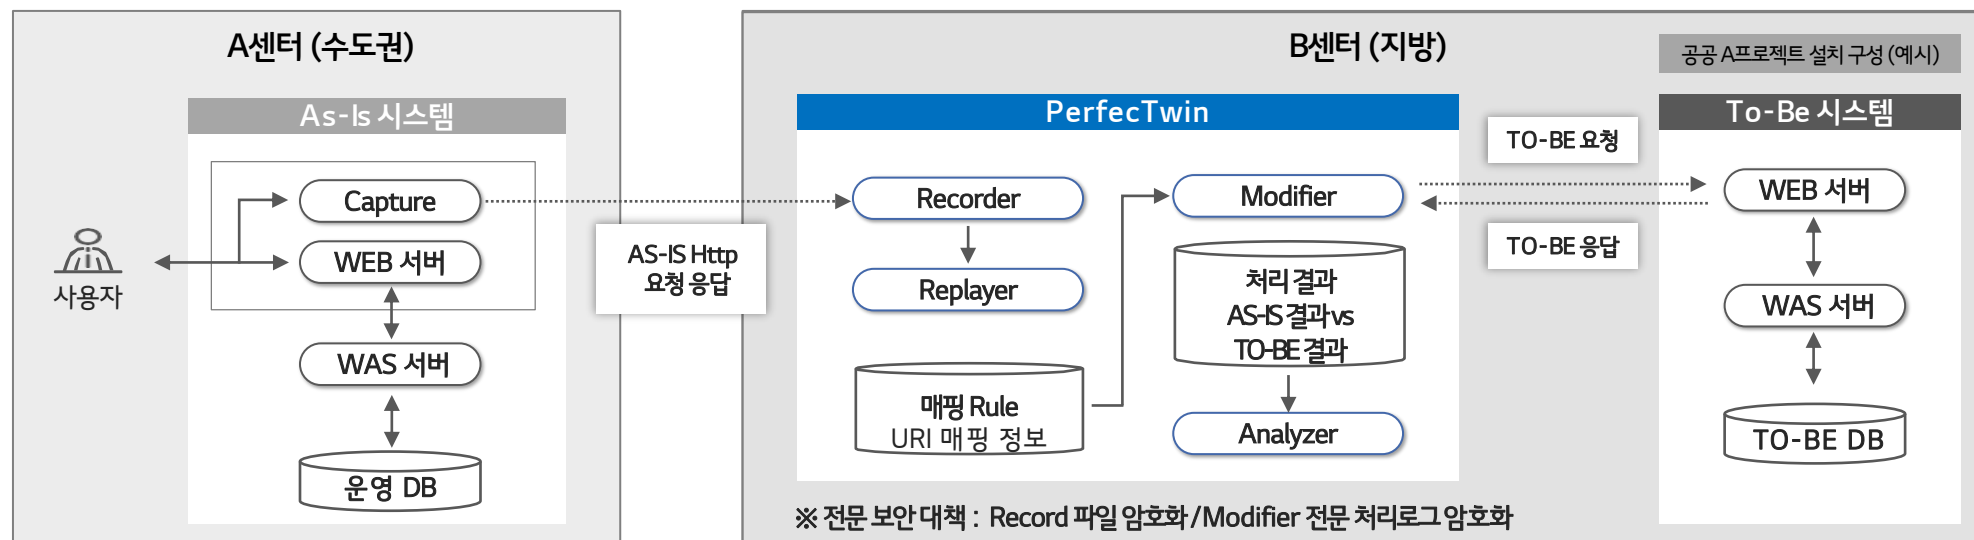 A센터 (수도권)
As-Is 시스템
Capture
WEB 서버
사용자
WAS 서버
운영 DB
AS-IS Http
요청 응답
B센터 (지방)
공공 A프로젝트 설치 구성 (예시)
PerfecTwin
Recorder
Replayer
매핑 Rule
URI 매핑 정보
Modifier
처리 결과
AS-IS 결과 vs
TO-BE 결과
Analyzer
TO-BE 요청
TO-BE 응답
To-Be 시스템
WEB 서버
WAS 서버
TO-BE DB
※ 전문 보안 대책 : Record 파일 암호화 / Modifier 전문 처리로그 암호화